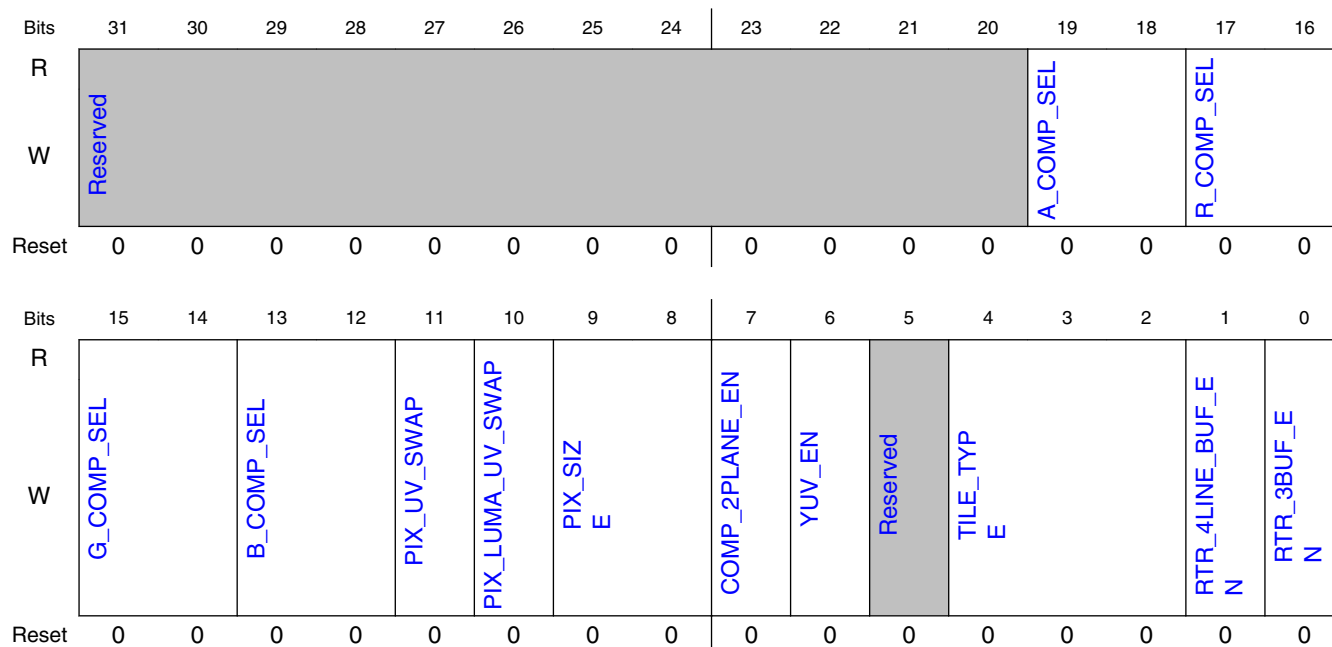 Bits 31 30 29 28 27 26 25 24 23 22 21 20 19 18 17 16
R
W
Reserved
A_COMP_SEL
R_COMP_SEL
Reset 0 0 0 0 0 0 0 0 0 0 0 0 0 0 0 0
Bits 15 14 13 12 11 10 9 8 7 6 5 4 3 2 1 0
R
W
G_COMP_SEL
B_COMP_SEL
PIX_UV_SWAP
PIX_LUMA_UV_SWAP
PIX_SIZ
E
COMP_2PLANE_EN
YUV_EN
Reserved
TILE_TYP
E
RTR_4LINE_BUF_E
N
RTR_3BUF_E
N
Reset 0 0 0 0 0 0 0 0 0 0 0 0 0 0 0 0